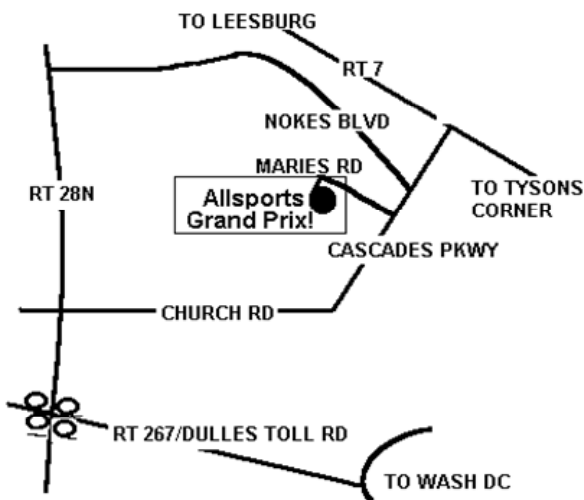 TO LEESBURG
RT 7
NOKES BLVD
MARIES RD
RT 28N
Allsports
Grand Prix!
TO TYSONS
CORNER
CASCADES PKWY
CHURCH RD
RT 267/DULLES TOLL RD
TO WASH DC